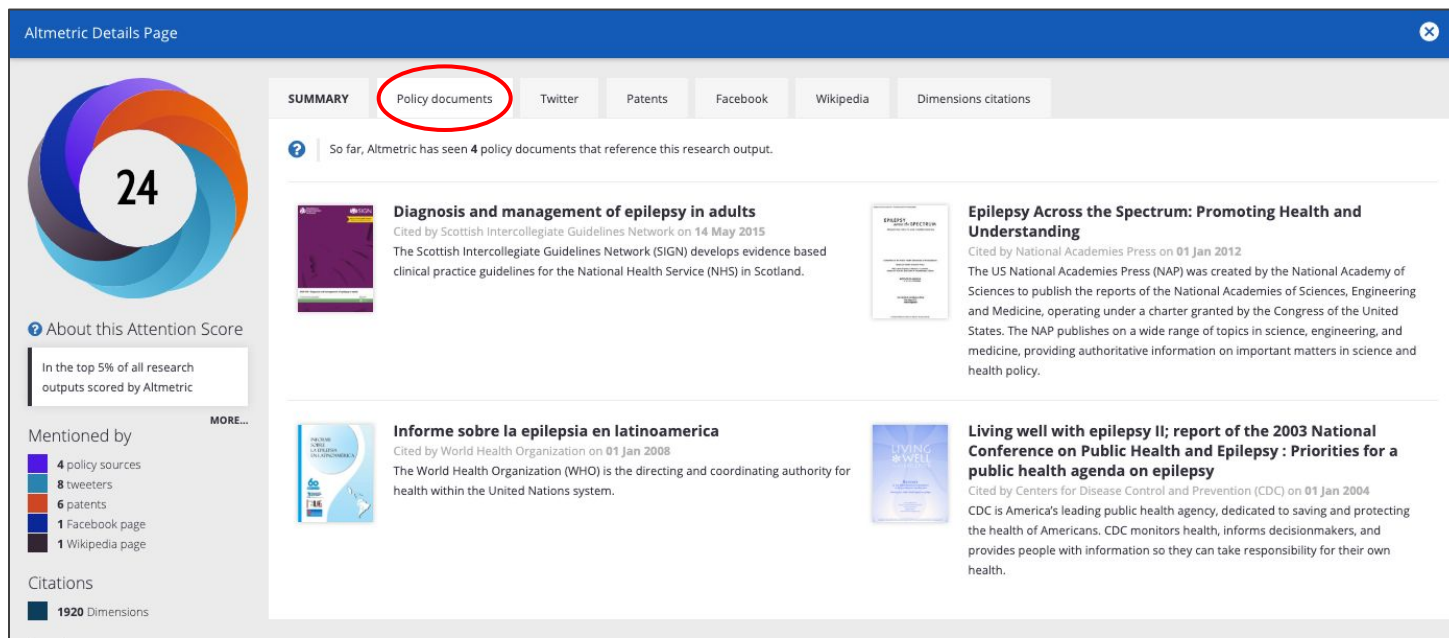 Altmetric Details Page
24
About this Attention Score
In the top 5% of all research
outputs scored by Altmetric
MORE...
Mentioned by
4 policy sources
8 tweeters
6 patents
1 Facebook page
1 Wikipedia page
Citations
1920 Dimensions
SUMMARY Policy documents Twitter Patents Facebook Wikipedia Dimensions citations
? So far, Altmetric has seen 4 policy documents that reference this research output.
SIGN
Diagnosis and management of epilepsy in adults
Cited by Scottish Intercollegiate Guidelines Network on 14 May 2015
The Scottish Intercollegiate Guidelines Network (SIGN) develops evidence based
clinical practice guidelines for the National Health Service (NHS) in Scotland.
EPILEPSY
across the SPECTRUM
Epilepsy Across the Spectrum: Promoting Health and
Understanding
Cited by National Academies Press on 01 Jan 2012
The US National Academies Press (NAP) was created by the National Academy of
Sciences to publish the reports of the National Academies of Sciences, Engineering
and Medicine, operating under a charter granted by the Congress of the United
States. The NAP publishes on a wide range of topics in science, engineering, and
medicine, providing authoritative information on important matters in science and
health policy.
INFORME
SOBRE
LA EPILEPSIA
EN LATINOAMÉRICA
Informe sobre la epilepsia en latinoamerica
Cited by World Health Organization on 01 Jan 2008
The World Health Organization (WHO) is the directing and coordinating authority for
health within the United Nations system.
LIVING
WELL
Living well with epilepsy II; report of the 2003 National
Conference on Public Health and Epilepsy : Priorities for a
public health agenda on epilepsy
Cited by Centers for Disease Control and Prevention (CDC) on 01 Jan 2004
CDC is America's leading public health agency, dedicated to saving and protecting
the health of Americans. CDC monitors health, informs decisionmakers, and
provides people with information so they can take responsibility for their own
health.